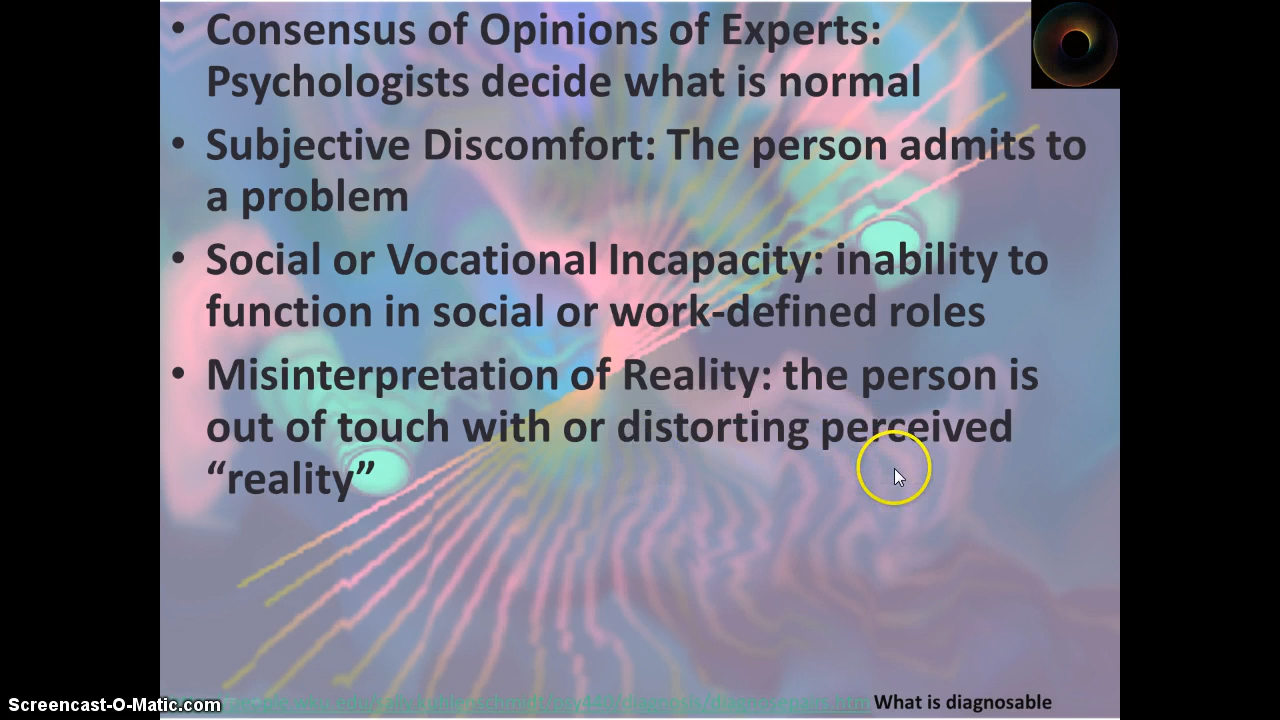 • Consensus of Opinions of Experts:
Psychologists decide what is normal
• Subjective Discomfort: The person admits to
a problem
• Social or Vocational Incapacity: inability to
function in social or work-defined roles
• Misinterpretation of Reality: the person is
out of touch with or distorting perceived
“reality”
What is diagnosable
Screencast-O-Matic.com